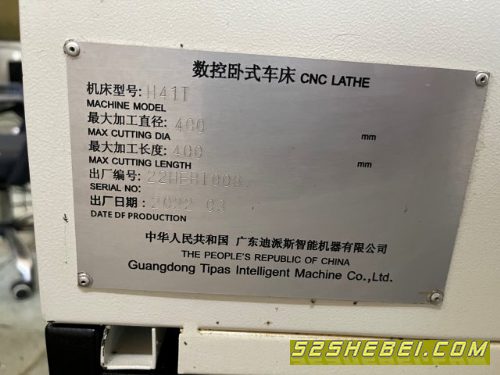 数控卧式车床 CNC LATHE
机床型号: H41T
MACHINE MODEL
最大加工直径: 400 mm
MAX CUTTING DIA
最大加工长度: 400 mm
MAX CUTTING LENGTH
出厂编号:
SERIAL NO:
出厂日期: 2022 03
DATE OF PRODUCTION
中华人民共和国 广东迪派斯智能机器有限公司
THE PEOPLE'S REPUBLIC OF CHINA
Guangdong Tipas Intelligent Machine Co.,Ltd.
52SHEBEI.COM